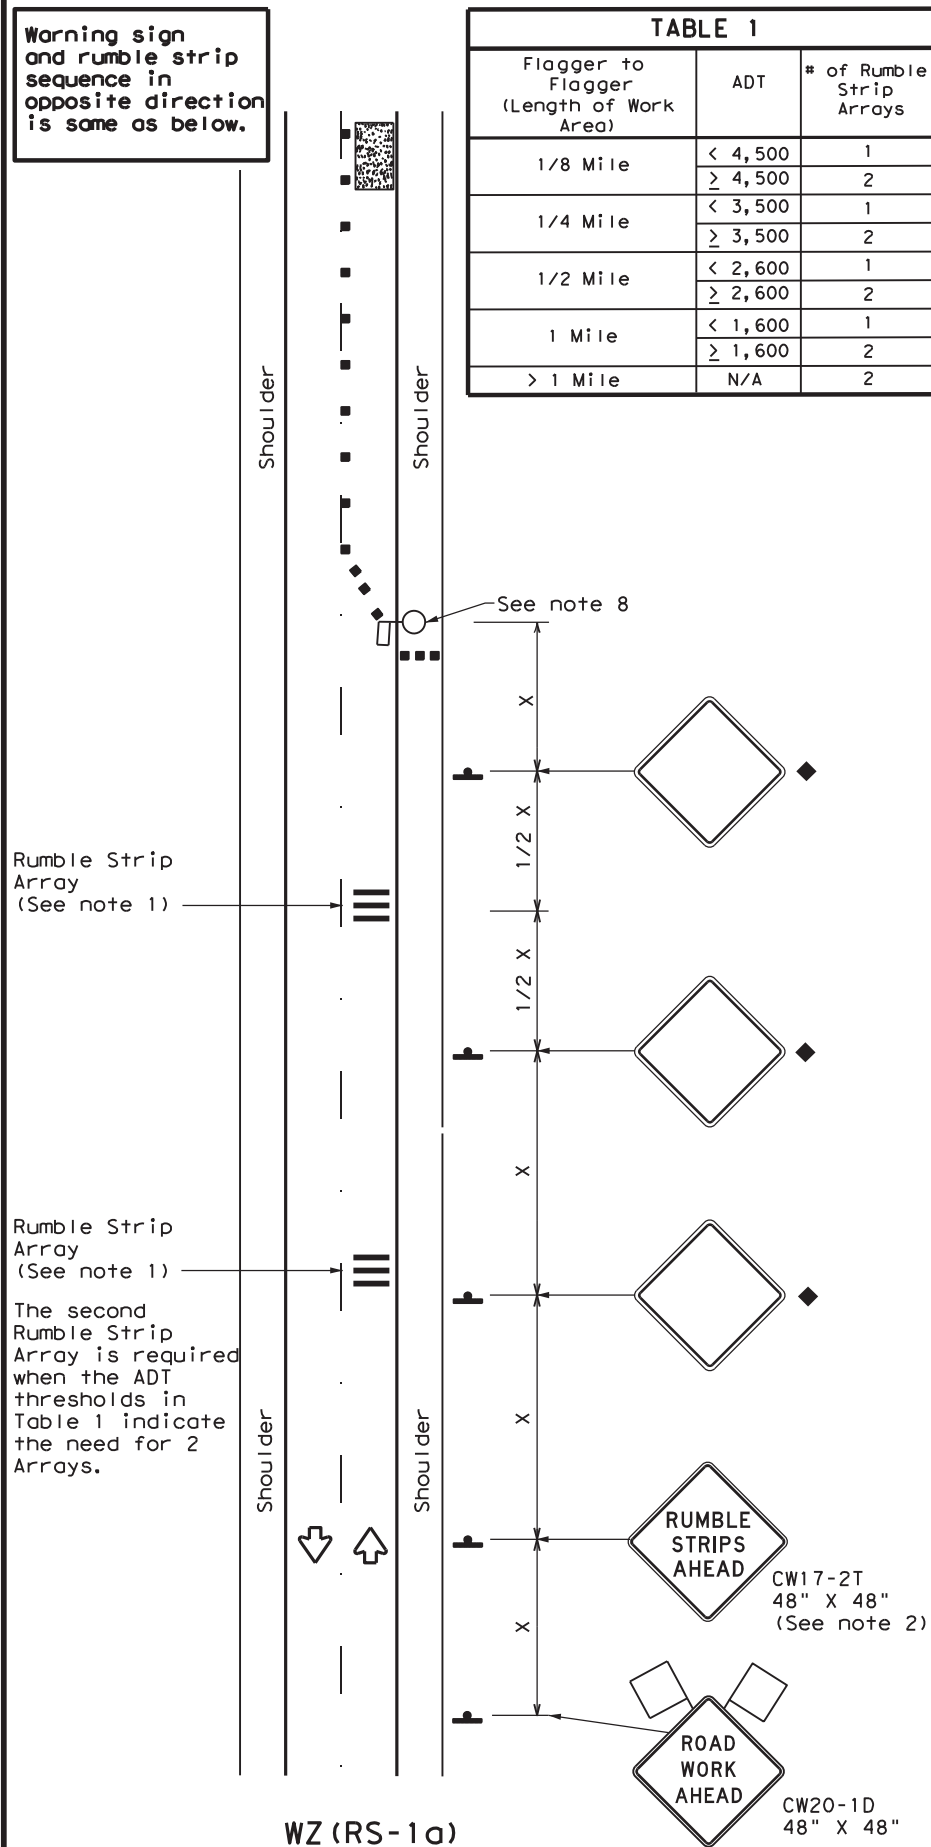 Warning sign
and rumble strip
sequence in
opposite direction
is same as below.
TABLE 1
Flagger to
Flagger
(Length of Work
Area)
ADT
# of Rumble
Strip
Arrays
1/8 Mile
< 4,500
1
≥ 4,500
2
1/4 Mile
< 3,500
1
≥ 3,500
2
1/2 Mile
< 2,600
1
≥ 2,600
2
1 Mile
< 1,600
1
≥ 1,600
2
> 1 Mile
N/A
2
Shoulder
Shoulder
See note 8
X
1/2 X
Rumble Strip
Array
(See note 1)
1/2 X
X
Rumble Strip
Array
(See note 1)
The second
Rumble Strip
Array is required
when the ADT
thresholds in
Table 1 indicate
the need for 2
Arrays.
Shoulder
Shoulder
X
RUMBLE
STRIPS
AHEAD
CW17-2T
48" X 48"
(See note 2)
X
ROAD
WORK
AHEAD
CW20-1D
48" X 48"
WZ(RS-1a)